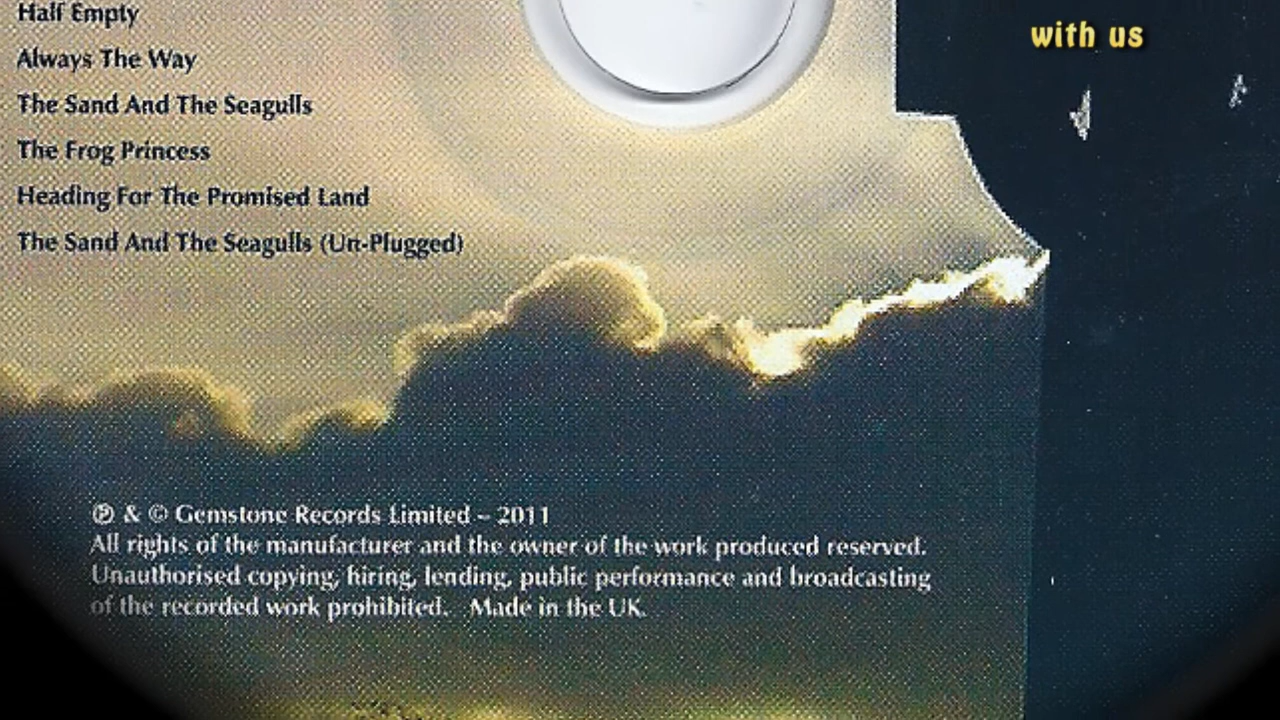 Half Empty
Always The Way
The Sand And The Seagulls
The Frog Princess
Heading For The Promised Land
The Sand And The Seagulls (Un-Plugged)
with us
℗ & © Gemstone Records Limited – 2011
All rights of the manufacturer and the owner of the work produced reserved.
Unauthorised copying, hiring, lending, public performance and broadcasting
of the recorded work prohibited. Made in the UK.